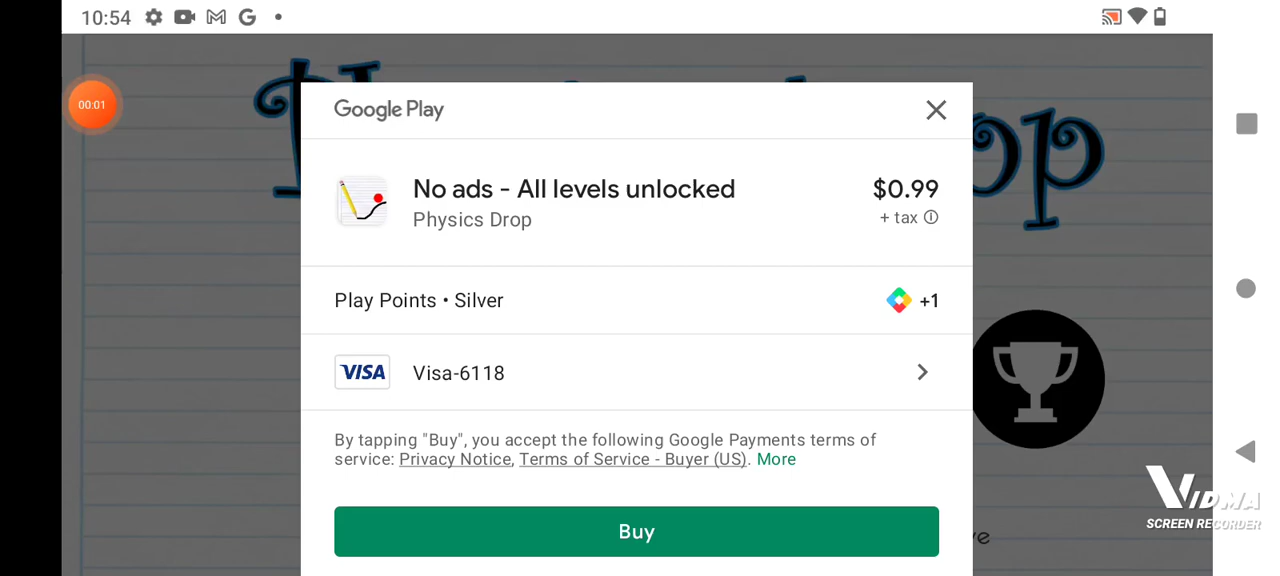 10:54
00:01
Google Play
No ads - All levels unlocked
$0.99
Physics Drop
+ tax
Play Points • Silver
+1
VISA
Visa-6118
By tapping "Buy", you accept the following Google Payments terms of
service: Privacy Notice, Terms of Service - Buyer (US). More
Buy
VIDMA
SCREEN RECORDER